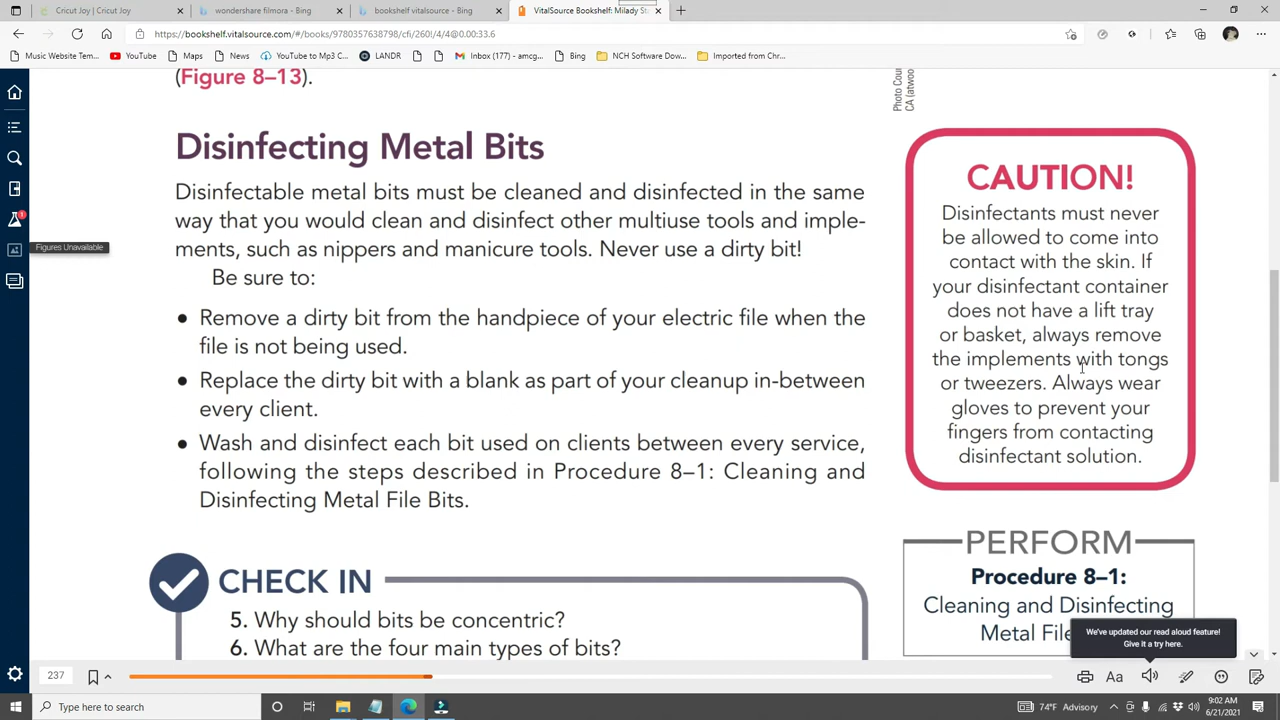 Cricut Joy | Cricut Joy
wondershare filmora - Bing
bookshelf vitalsource - Bing
VitalSource Bookshelf: Milady St
https://bookshelf.vitalsource.com/#/books/9780357638798/cfi/260!/4/4@0.00:33.6
Music Website Tem...
YouTube
Maps
News
YouTube to Mp3 C...
LANDR
Inbox (177) - amcg...
Bing
NCH Software Dow...
Imported from Chr...
(Figure 8–13).
Photo Cour
CA (atwoo
Disinfecting Metal Bits
Disinfectable metal bits must be cleaned and disinfected in the same
way that you would clean and disinfect other multiuse tools and imple-
ments, such as nippers and manicure tools. Never use a dirty bit!
Be sure to:
• Remove a dirty bit from the handpiece of your electric file when the
file is not being used.
• Replace the dirty bit with a blank as part of your cleanup in-between
every client.
• Wash and disinfect each bit used on clients between every service,
following the steps described in Procedure 8–1: Cleaning and
Disinfecting Metal File Bits.
CAUTION!
Disinfectants must never
be allowed to come into
contact with the skin. If
your disinfectant container
does not have a lift tray
or basket, always remove
the implements with tongs
or tweezers. Always wear
gloves to prevent your
fingers from contacting
disinfectant solution.
CHECK IN
5. Why should bits be concentric?
6. What are the four main types of bits?
PERFORM
Procedure 8–1:
Cleaning and Disinfecting
Metal File
We've updated our read aloud feature!
Give it a try here.
1
Figures Unavailable
237
Aa
Type here to search
74°F Advisory
9:02 AM
6/21/2021